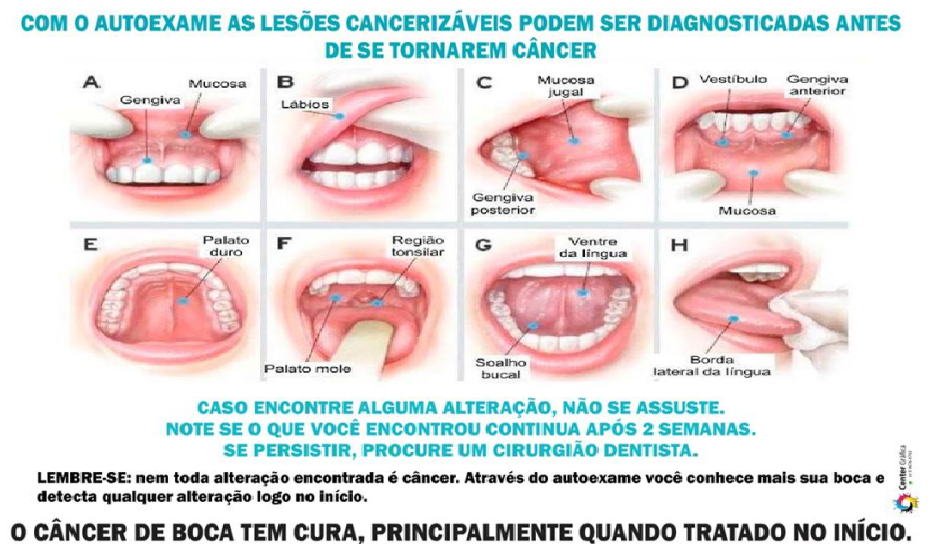 COM O AUTOEXAME AS LESÕES CANCERIZÁVEIS PODEM SER DIAGNOSTICADAS ANTES
DE SE TORNAREM CÂNCER
A
Mucosa
Gengiva
B
Lábios
C
Mucosa
jugal
Gengiva
posterior
D
Vestíbulo
Gengiva
anterior
Mucosa
E
Palato
duro
F
Região
tonsilar
Palato mole
G
Ventre
da língua
Soalho
bucal
H
Borda
lateral da língua
CASO ENCONTRE ALGUMA ALTERAÇÃO, NÃO SE ASSUSTE.
NOTE SE O QUE VOCÊ ENCONTROU CONTINUA APÓS 2 SEMANAS.
SE PERSISTIR, PROCURE UM CIRURGIÃO DENTISTA.
LEMBRE-SE: nem toda alteração encontrada é câncer. Através do autoexame você conhece mais sua boca e
detecta qualquer alteração logo no início.
Center Gráfica
O CÂNCER DE BOCA TEM CURA, PRINCIPALMENTE QUANDO TRATADO NO INÍCIO.